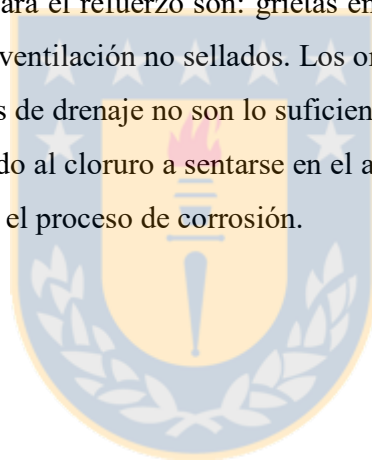 ara el refuerzo son: grietas en
ventilación no sellados. Los or
s de drenaje no son lo suficien
do al cloruro a sentarse en el a
el proceso de corrosión.